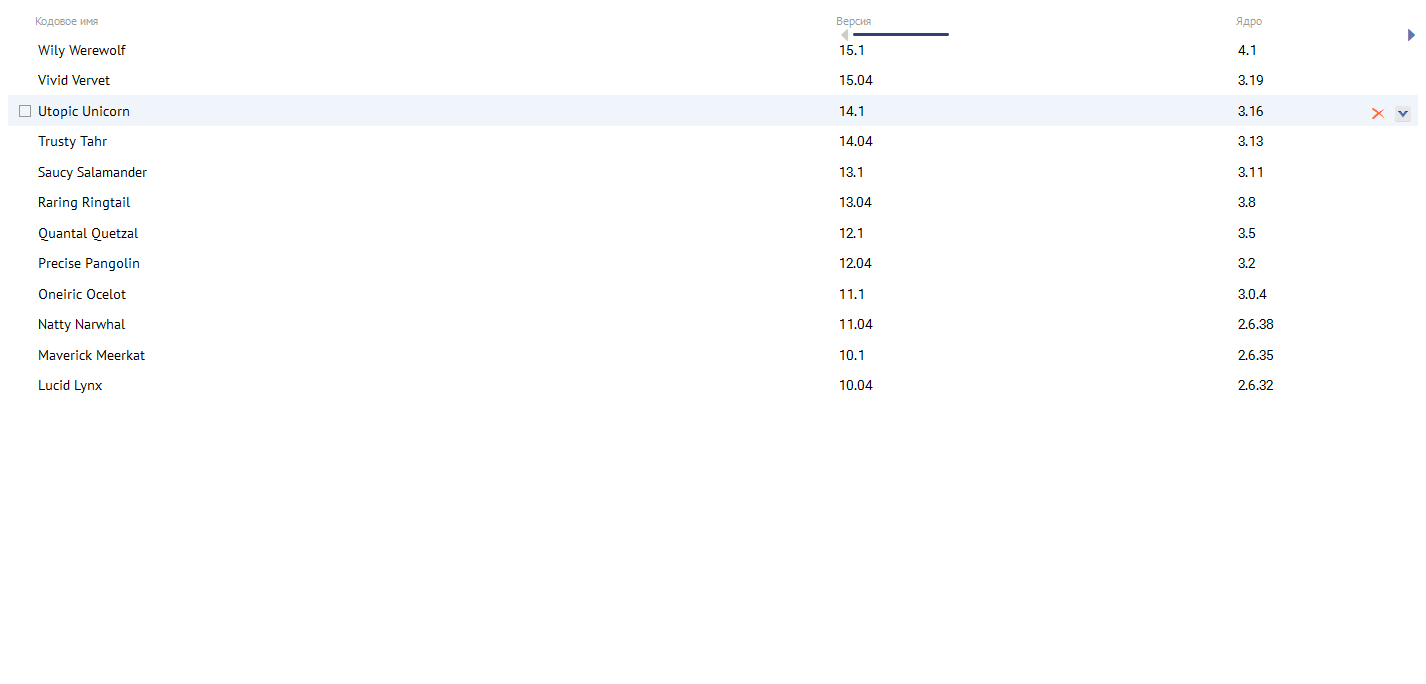 Кодовое имя Версия Ядро
Wily Werewolf 15.1 4.1
Vivid Vervet 15.04 3.19
Utopic Unicorn 14.1 3.16
Trusty Tahr 14.04 3.13
Saucy Salamander 13.1 3.11
Raring Ringtail 13.04 3.8
Quantal Quetzal 12.1 3.5
Precise Pangolin 12.04 3.2
Oneiric Ocelot 11.1 3.0.4
Natty Narwhal 11.04 2.6.38
Maverick Meerkat 10.1 2.6.35
Lucid Lynx 10.04 2.6.32